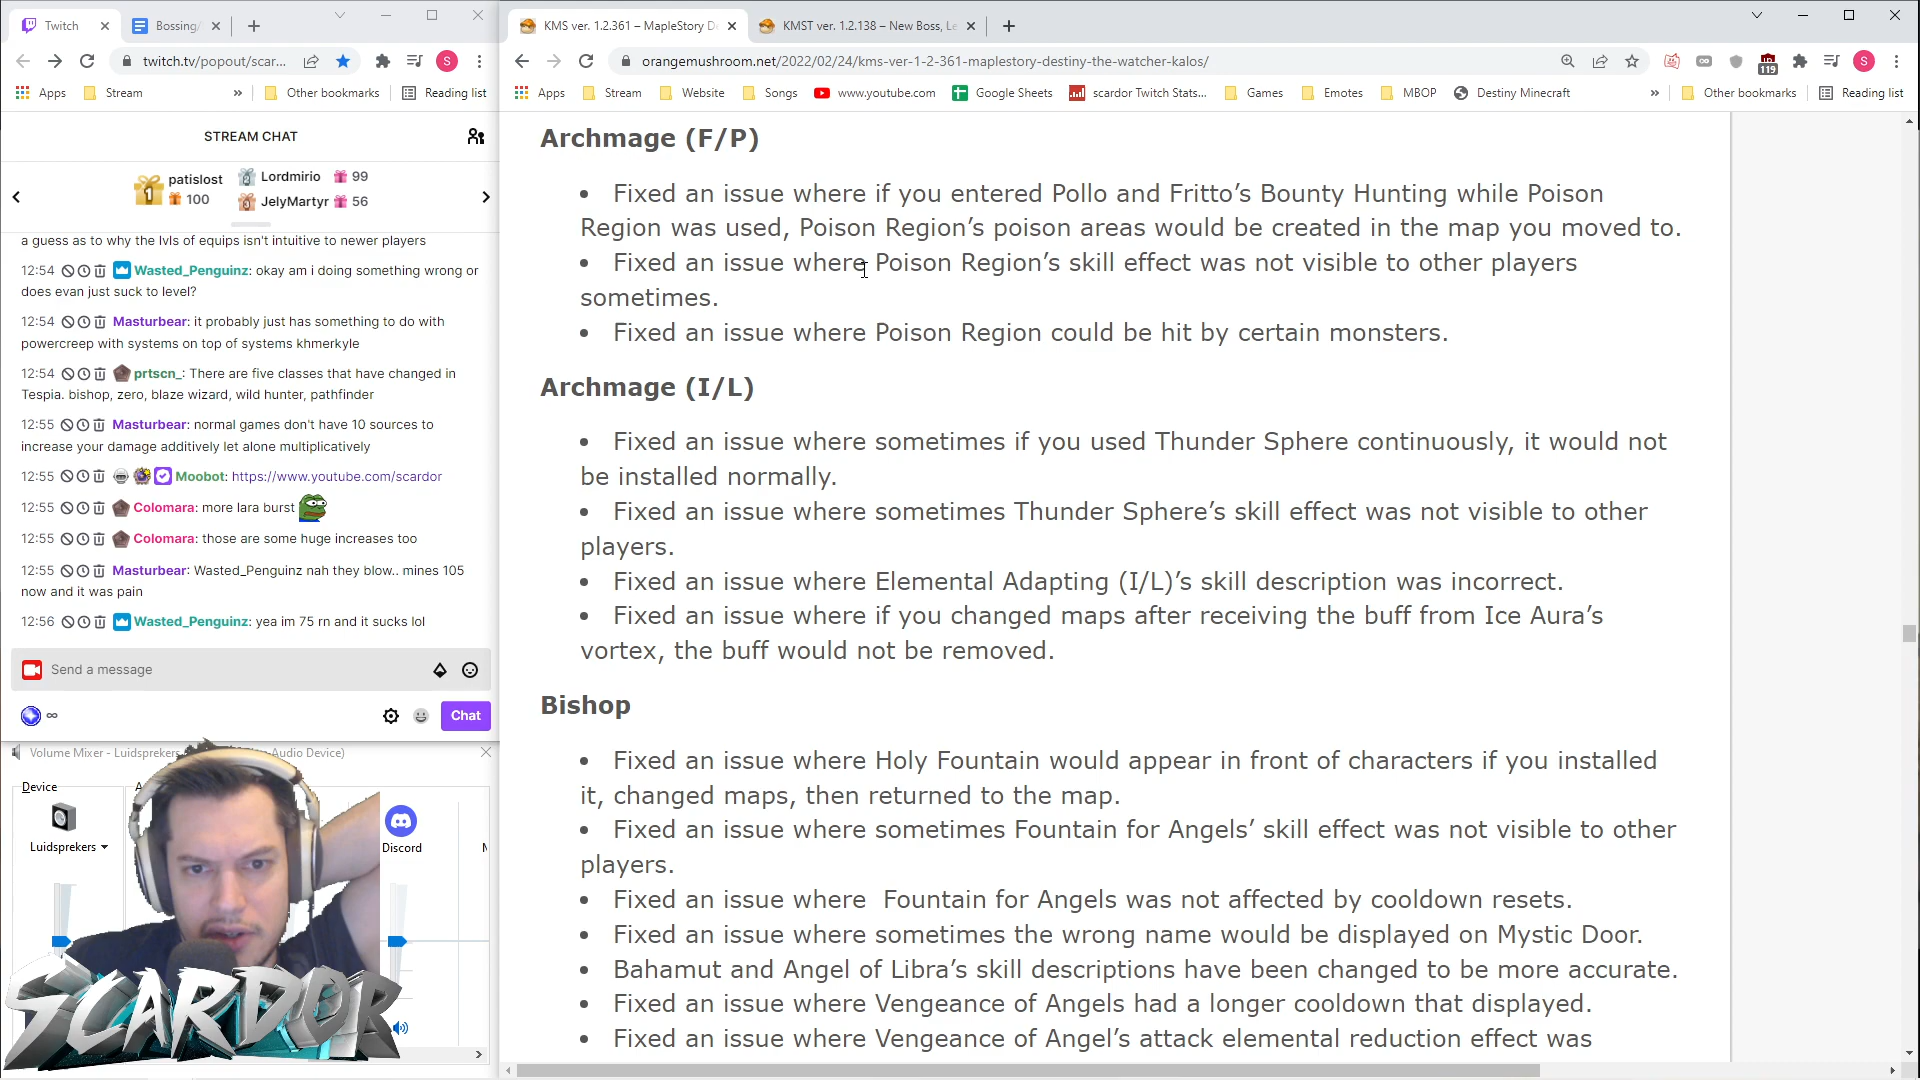 Twitch
Bossing/
KMS ver. 1.2.361 – MapleStory D
KMST ver. 1.2.138 – New Boss, Le
twitch.tv/popout/scar...
S
orangemushroom.net/2022/02/24/kms-ver-1-2-361-maplestory-destiny-the-watcher-kalos/
119
S
Apps
Stream
»
Other bookmarks
Reading list
Apps
Stream
Website
Songs
www.youtube.com
Google Sheets
scardor Twitch Stats...
Games
Emotes
MBOP
Destiny Minecraft
»
Other bookmarks
Reading list
STREAM CHAT
1
patislost
100
Lordmirio 99
JelyMartyr 56
a guess as to why the lvls of equips isn't intuitive to newer players
12:54 Wasted_Penguinz: okay am i doing something wrong or
does evan just suck to level?
12:54 Masturbear: it probably just has something to do with
powercreep with systems on top of systems khmerkyle
12:54 prtscn_: There are five classes that have changed in
Tespia. bishop, zero, blaze wizard, wild hunter, pathfinder
12:55 Masturbear: normal games don't have 10 sources to
increase your damage additively let alone multiplicatively
12:55 Moobot: https://www.youtube.com/scardor
12:55 Colomara: more lara burst
12:55 Colomara: those are some huge increases too
12:55 Masturbear: Wasted_Penguinz nah they blow.. mines 105
now and it was pain
12:56 Wasted_Penguinz: yea im 75 rn and it sucks lol
Send a message
∞
Chat
Volume Mixer - Luidsprekers
Audio Device)
Device
A
Luidsprekers
Discord
SCARDOR
Archmage (F/P)
• Fixed an issue where if you entered Pollo and Fritto’s Bounty Hunting while Poison
Region was used, Poison Region’s poison areas would be created in the map you moved to.
• Fixed an issue where Poison Region’s skill effect was not visible to other players
sometimes.
• Fixed an issue where Poison Region could be hit by certain monsters.
Archmage (I/L)
• Fixed an issue where sometimes if you used Thunder Sphere continuously, it would not
be installed normally.
• Fixed an issue where sometimes Thunder Sphere’s skill effect was not visible to other
players.
• Fixed an issue where Elemental Adapting (I/L)’s skill description was incorrect.
• Fixed an issue where if you changed maps after receiving the buff from Ice Aura’s
vortex, the buff would not be removed.
Bishop
• Fixed an issue where Holy Fountain would appear in front of characters if you installed
it, changed maps, then returned to the map.
• Fixed an issue where sometimes Fountain for Angels’ skill effect was not visible to other
players.
• Fixed an issue where  Fountain for Angels was not affected by cooldown resets.
• Fixed an issue where sometimes the wrong name would be displayed on Mystic Door.
• Bahamut and Angel of Libra’s skill descriptions have been changed to be more accurate.
• Fixed an issue where Vengeance of Angels had a longer cooldown that displayed.
• Fixed an issue where Vengeance of Angel’s attack elemental reduction effect was